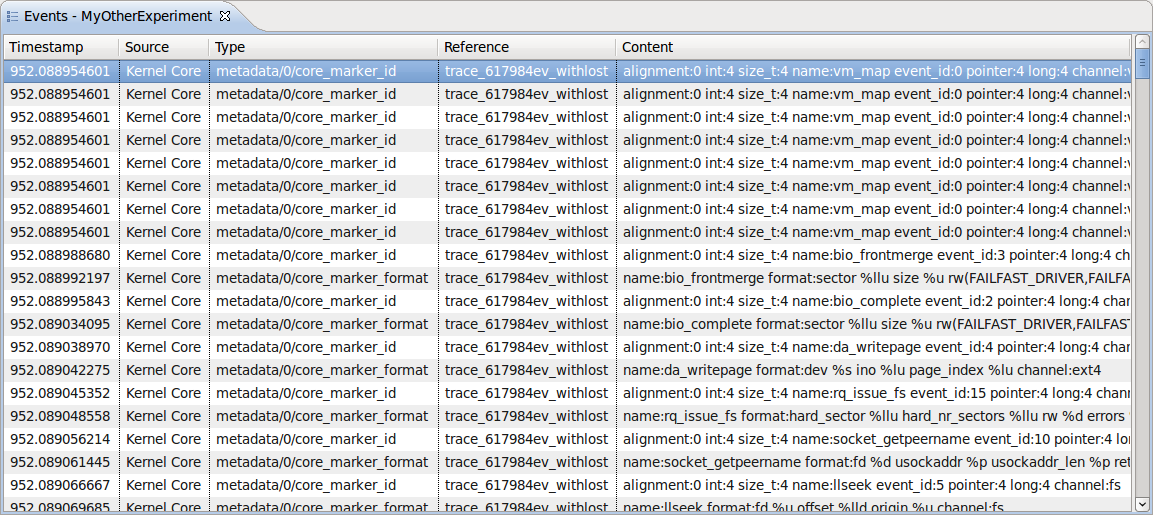 Events - MyOtherExperiment
Timestamp Source Type Reference Content
952.088954601 Kernel Core metadata/0/core_marker_id trace_617984ev_withlost alignment:0 int:4 size_t:4 name:vm_map event_id:0 pointer:4 long:4 channel:v
952.088954601 Kernel Core metadata/0/core_marker_id trace_617984ev_withlost alignment:0 int:4 size_t:4 name:vm_map event_id:0 pointer:4 long:4 channel:v
952.088954601 Kernel Core metadata/0/core_marker_id trace_617984ev_withlost alignment:0 int:4 size_t:4 name:vm_map event_id:0 pointer:4 long:4 channel:v
952.088954601 Kernel Core metadata/0/core_marker_id trace_617984ev_withlost alignment:0 int:4 size_t:4 name:vm_map event_id:0 pointer:4 long:4 channel:v
952.088954601 Kernel Core metadata/0/core_marker_id trace_617984ev_withlost alignment:0 int:4 size_t:4 name:vm_map event_id:0 pointer:4 long:4 channel:v
952.088954601 Kernel Core metadata/0/core_marker_id trace_617984ev_withlost alignment:0 int:4 size_t:4 name:vm_map event_id:0 pointer:4 long:4 channel:v
952.088954601 Kernel Core metadata/0/core_marker_id trace_617984ev_withlost alignment:0 int:4 size_t:4 name:vm_map event_id:0 pointer:4 long:4 channel:v
952.088954601 Kernel Core metadata/0/core_marker_id trace_617984ev_withlost alignment:0 int:4 size_t:4 name:vm_map event_id:0 pointer:4 long:4 channel:v
952.088988680 Kernel Core metadata/0/core_marker_id trace_617984ev_withlost alignment:0 int:4 size_t:4 name:bio_frontmerge event_id:3 pointer:4 long:4 ch
952.088992197 Kernel Core metadata/0/core_marker_format trace_617984ev_withlost name:bio_frontmerge format:sector %llu size %u rw(FAILFAST_DRIVER,FAILFA
952.088995843 Kernel Core metadata/0/core_marker_id trace_617984ev_withlost alignment:0 int:4 size_t:4 name:bio_complete event_id:2 pointer:4 long:4 char
952.089034095 Kernel Core metadata/0/core_marker_format trace_617984ev_withlost name:bio_complete format:sector %llu size %u rw(FAILFAST_DRIVER,FAILFAST
952.089038970 Kernel Core metadata/0/core_marker_id trace_617984ev_withlost alignment:0 int:4 size_t:4 name:da_writepage event_id:4 pointer:4 long:4 char
952.089042275 Kernel Core metadata/0/core_marker_format trace_617984ev_withlost name:da_writepage format:dev %s ino %lu page_index %lu channel:ext4
952.089045352 Kernel Core metadata/0/core_marker_id trace_617984ev_withlost alignment:0 int:4 size_t:4 name:rq_issue_fs event_id:15 pointer:4 long:4 chanr
952.089048558 Kernel Core metadata/0/core_marker_format trace_617984ev_withlost name:rq_issue_fs format:hard_sector %llu hard_nr_sectors %llu rw %d errors
952.089056214 Kernel Core metadata/0/core_marker_id trace_617984ev_withlost alignment:0 int:4 size_t:4 name:socket_getpeername event_id:10 pointer:4 lo
952.089061445 Kernel Core metadata/0/core_marker_format trace_617984ev_withlost name:socket_getpeername format:fd %d usockaddr %p usockaddr_len %p ret
952.089066667 Kernel Core metadata/0/core_marker_id trace_617984ev_withlost alignment:0 int:4 size_t:4 name:llseek event_id:5 pointer:4 long:4 channel:fs
952.089069685 Kernel Core metadata/0/core_marker_format trace_617984ev_withlost name:llseek format:fd %u offset %lld origin %u channel:fs